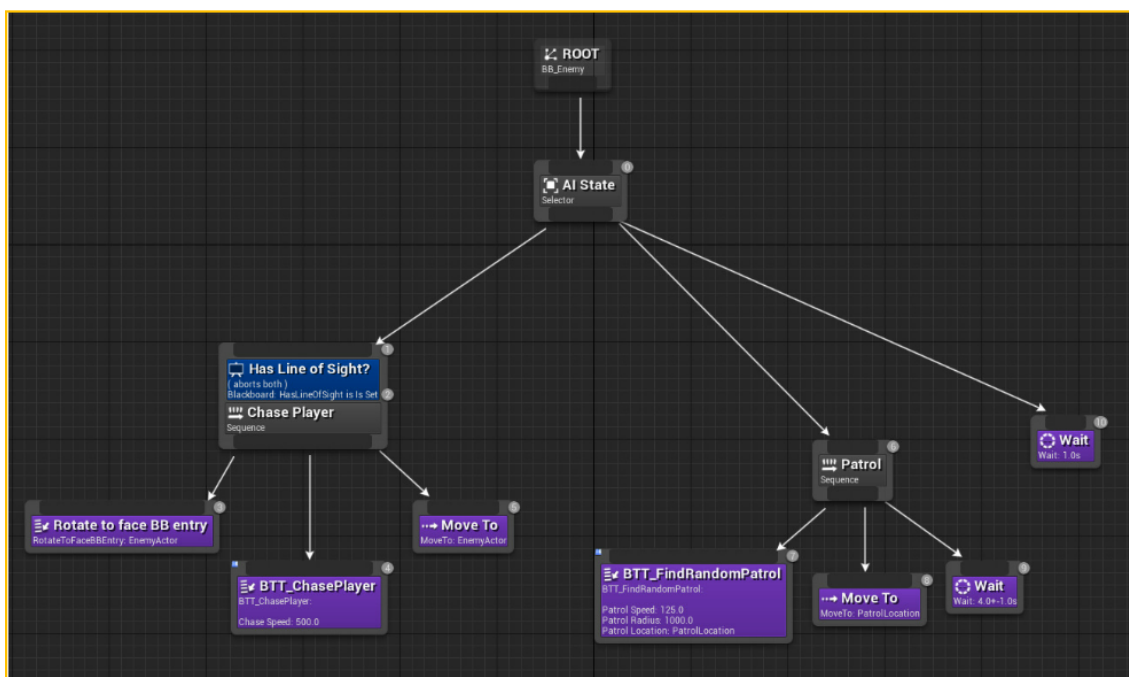 ROOT
BB_Enemy
0
AI State
Selector
1
Has Line of Sight?
( aborts both )
Blackboard: HasLineOfSight is Is Set
2
Chase Player
Sequence
3
Rotate to face BB entry
RotateToFaceBBEntry: EnemyActor
4
BTT_ChasePlayer
BTT_ChasePlayer:
Chase Speed: 500.0
5
Move To
MoveTo: EnemyActor
6
Patrol
Sequence
7
BTT_FindRandomPatrol
BTT_FindRandomPatrol:
Patrol Speed: 125.0
Patrol Radius: 1000.0
Patrol Location: PatrolLocation
8
Move To
MoveTo: PatrolLocation
9
Wait
Wait: 4.0+-1.0s
10
Wait
Wait: 1.0s